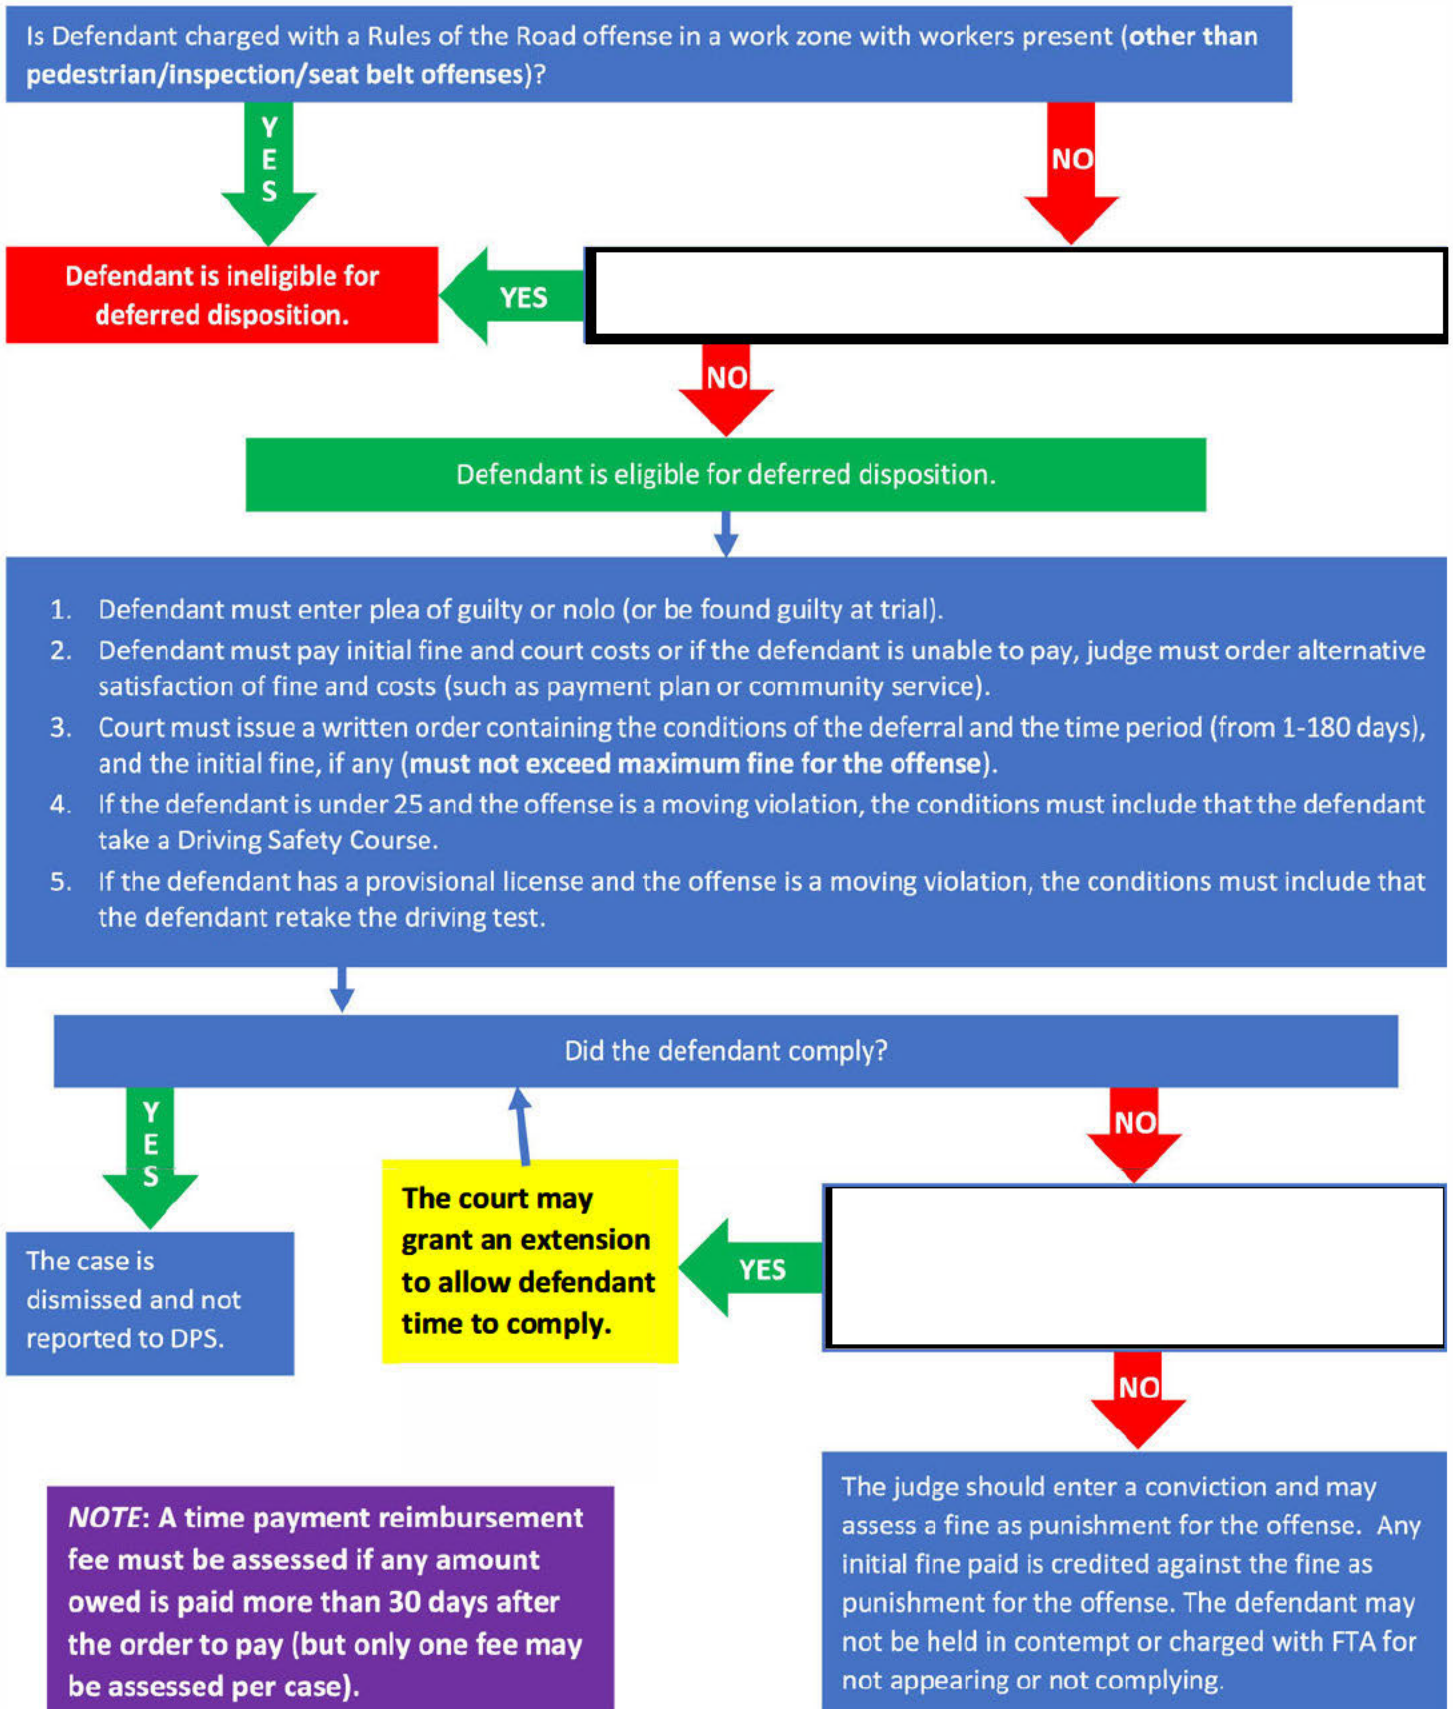 Is Defendant charged with a Rules of the Road offense in a work zone with workers present (other than
pedestrian/inspection/seat belt offenses)?
YES
NO
Defendant is ineligible for
deferred disposition.
YES
NO
Defendant is eligible for deferred disposition.
1. Defendant must enter plea of guilty or nolo (or be found guilty at trial).
2. Defendant must pay initial fine and court costs or if the defendant is unable to pay, judge must order alternative
satisfaction of fine and costs (such as payment plan or community service).
3. Court must issue a written order containing the conditions of the deferral and the time period (from 1-180 days),
and the initial fine, if any (must not exceed maximum fine for the offense).
4. If the defendant is under 25 and the offense is a moving violation, the conditions must include that the defendant
take a Driving Safety Course.
5. If the defendant has a provisional license and the offense is a moving violation, the conditions must include that
the defendant retake the driving test.
Did the defendant comply?
YES
NO
The case is
dismissed and not
reported to DPS.
The court may
grant an extension
to allow defendant
time to comply.
YES
NO
NOTE: A time payment reimbursement
fee must be assessed if any amount
owed is paid more than 30 days after
the order to pay (but only one fee may
be assessed per case).
The judge should enter a conviction and may
assess a fine as punishment for the offense. Any
initial fine paid is credited against the fine as
punishment for the offense. The defendant may
not be held in contempt or charged with FTA for
not appearing or not complying.